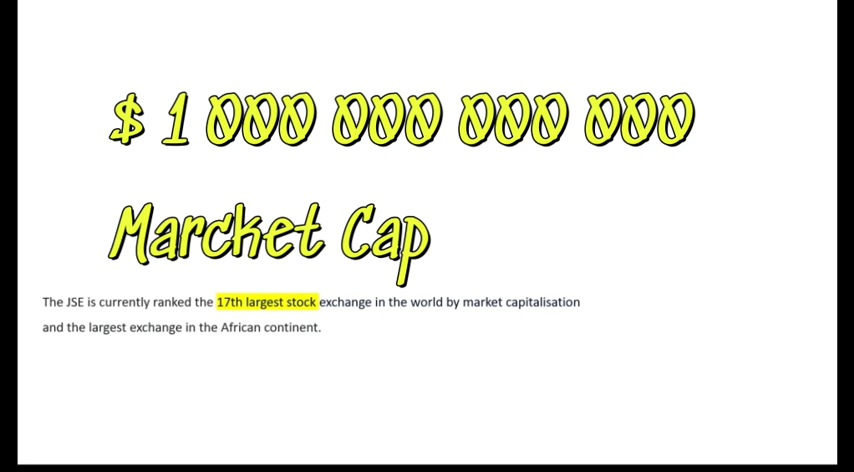 $ 1 000 000 000 000
Marcket Cap
The JSE is currently ranked the 17th largest stock exchange in the world by market capitalisation
and the largest exchange in the African continent.